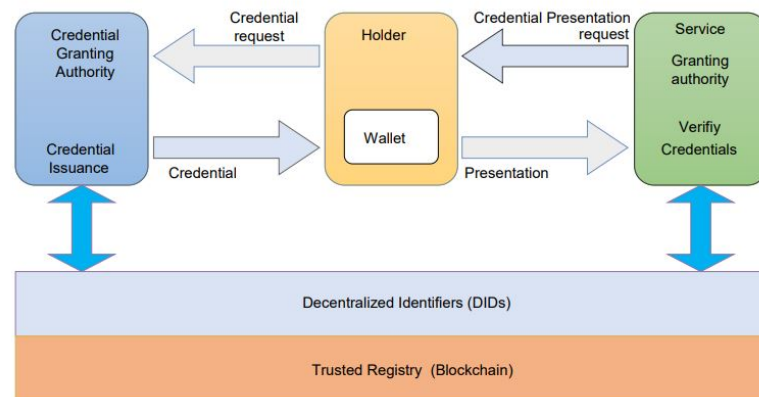 Credential
Granting
Authority
Credential
Issuance
Credential
request
Credential
Holder
Wallet
Credential Presentation
request
Presentation
Service
Granting
authority
Verifiy
Credentials
Decentralized Identifiers (DIDs)
Trusted Registry (Blockchain)